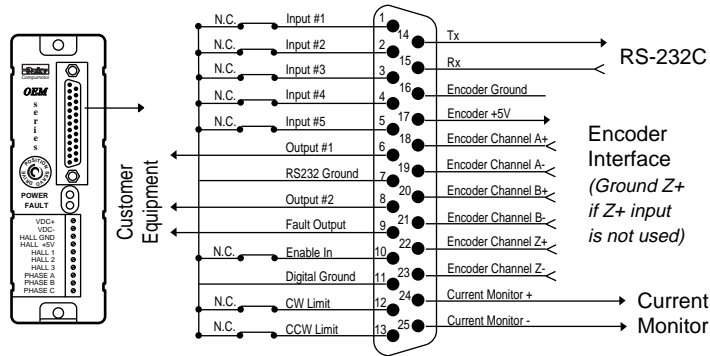 Parker
Compumotor
OEM
series
POSITION SERVO DRIVE
POWER
FAULT
VDC+
VDC-
HALL GND
HALL +5V
HALL 1
HALL 2
HALL 3
PHASE A
PHASE B
PHASE C
Customer
Equipment
N.C. Input #1 1
N.C. Input #2 2
N.C. Input #3 3
N.C. Input #4 4
N.C. Input #5 5
Output #1 6
RS232 Ground 7
Output #2 8
Fault Output 9
N.C. Enable In 10
Digital Ground 11
N.C. CW Limit 12
N.C. CCW Limit 13
14 Tx
15 Rx
16 Encoder Ground
17 Encoder +5V
18 Encoder Channel A+
19 Encoder Channel A-
20 Encoder Channel B+
21 Encoder Channel B-
22 Encoder Channel Z+
23 Encoder Channel Z-
24 Current Monitor +
25 Current Monitor -
RS-232C
Encoder
Interface
(Ground Z+
if Z+ input
is not used)
Current
Monitor